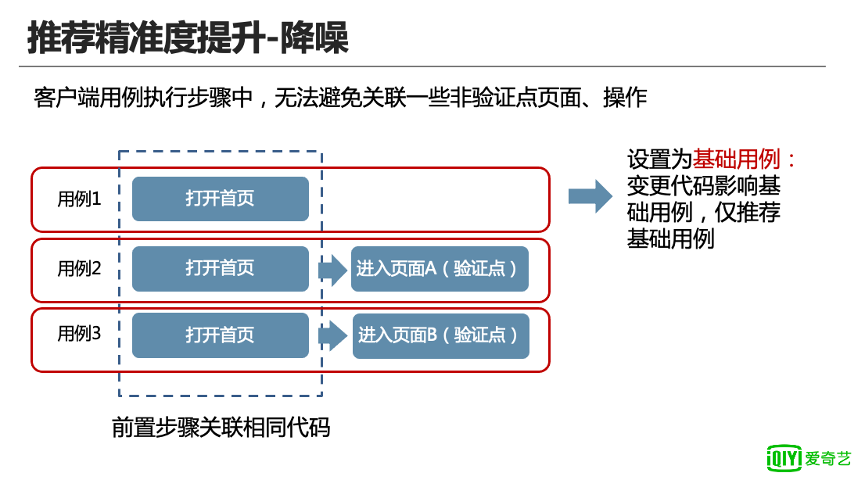 推荐精准度提升-降噪
客户端用例执行步骤中，无法避免关联一些非验证点页面、操作
用例1
打开首页
用例2
打开首页
进入页面A（验证点）
用例3
打开首页
进入页面B（验证点）
前置步骤关联相同代码
设置为基础用例：
变更代码影响基
础用例，仅推荐
基础用例
iQIYI 爱奇艺